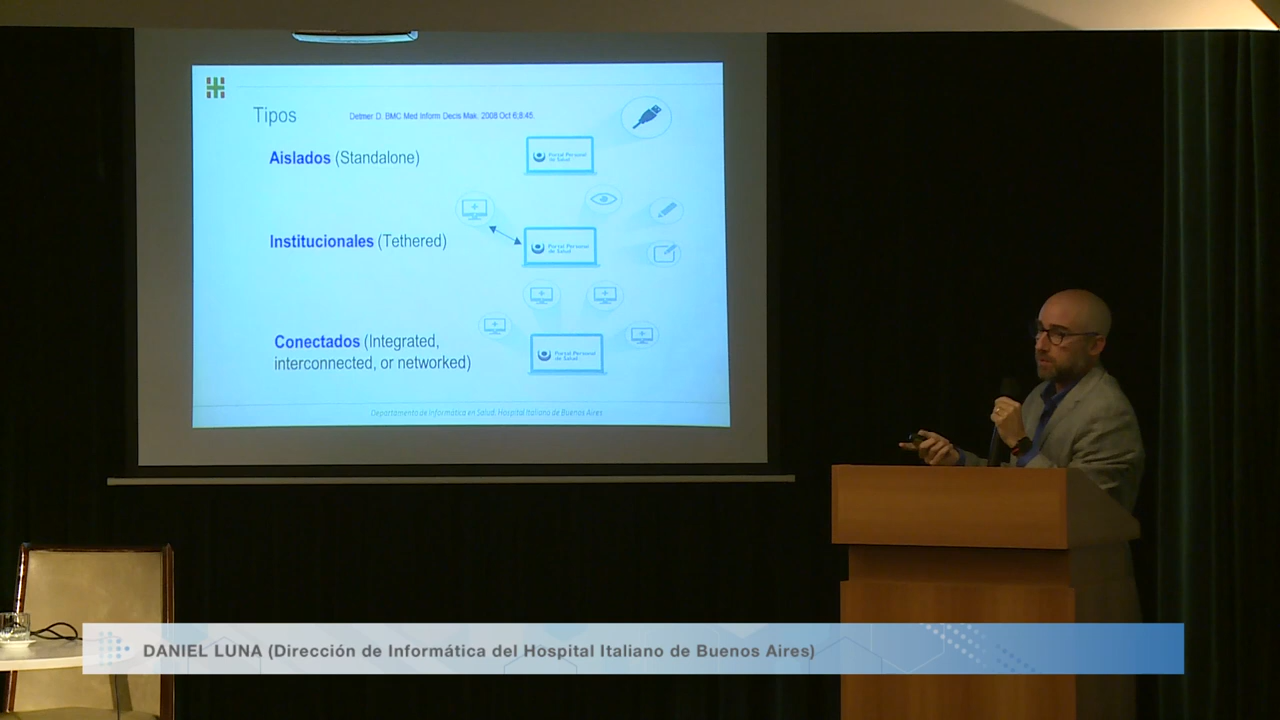 Tipos
Detmer D. BMC Med Inform Decis Mak. 2008 Oct 6;8:45.
Aislados (Standalone)
Portal Personal
de Salud
Institucionales (Tethered)
Portal Personal
de Salud
Conectados (Integrated,
interconnected, or networked)
Portal Personal
de Salud
Departamento de Informática en Salud. Hospital Italiano de Buenos Aires
DANIEL LUNA (Dirección de Informática del Hospital Italiano de Buenos Aires)